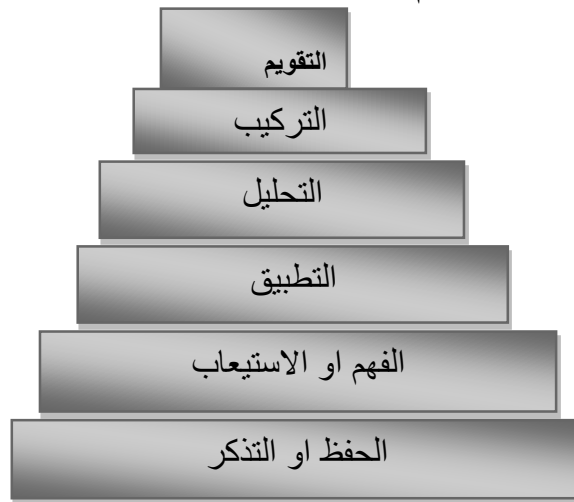 التقويم
التركيب
التحليل
التطبيق
الفهم او الاستيعاب
الحفظ او التذكر